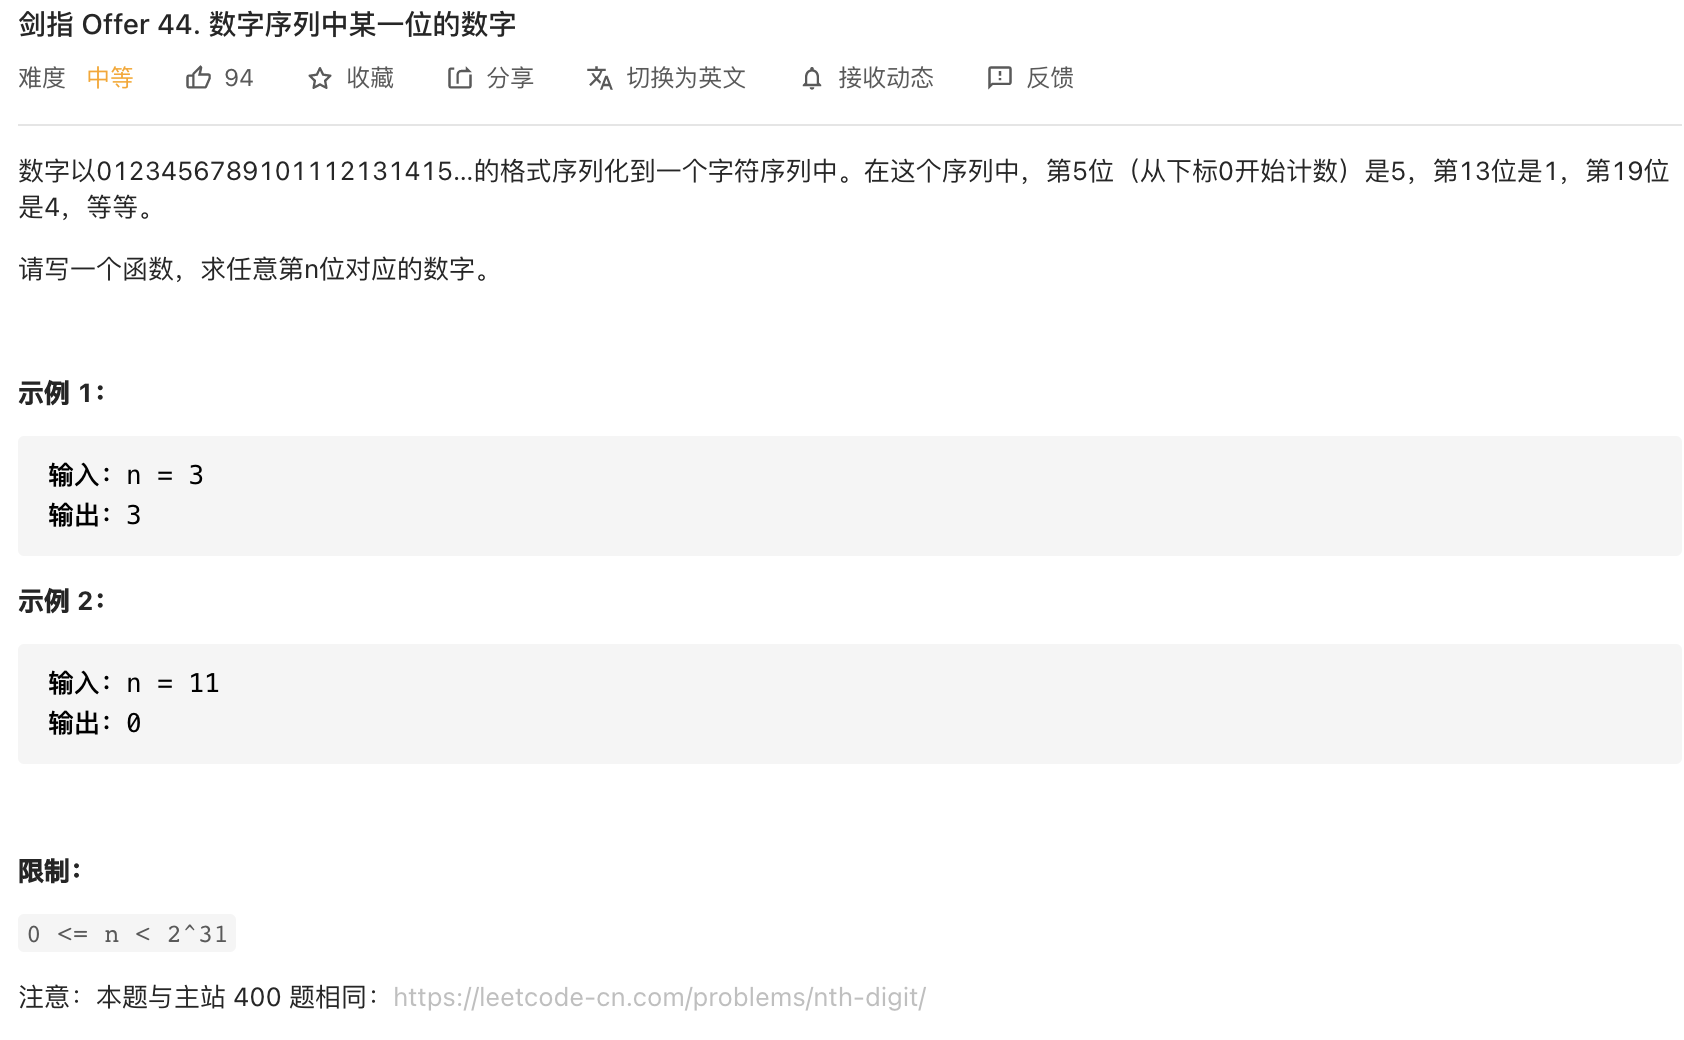 剑指 Offer 44. 数字序列中某一位的数字
难度 中等 94 收藏 分享 切换为英文 接收动态 反馈
数字以0123456789101112131415…的格式序列化到一个字符序列中。在这个序列中，第5位（从下标0开始计数）是5，第13位是1，第19位
是4，等等。
请写一个函数，求任意第n位对应的数字。
示例 1：
输入：n = 3
输出：3
示例 2：
输入：n = 11
输出：0
限制：
0 <= n < 2^31
注意：本题与主站 400 题相同：https://leetcode-cn.com/problems/nth-digit/